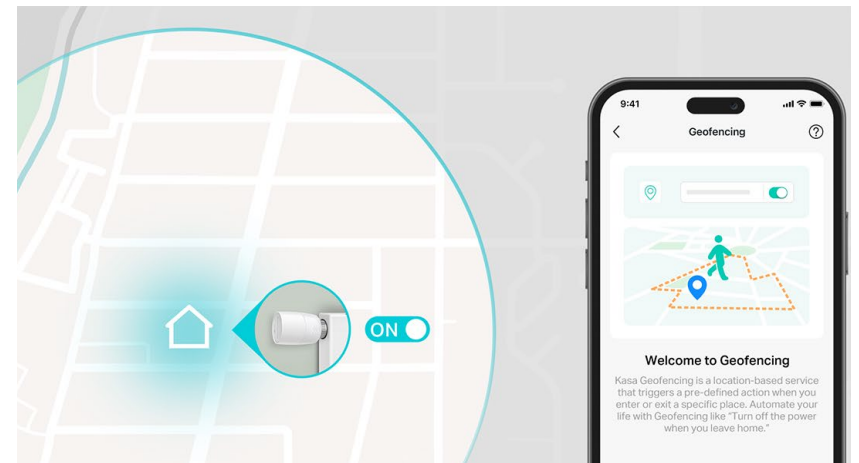 ON
9:41
Geofencing
Welcome to Geofencing
Kasa Geofencing is a location-based service
that triggers a pre-defined action when you
enter or exit a specific place. Automate your
life with Geofencing like "Turn off the power
when you leave home."